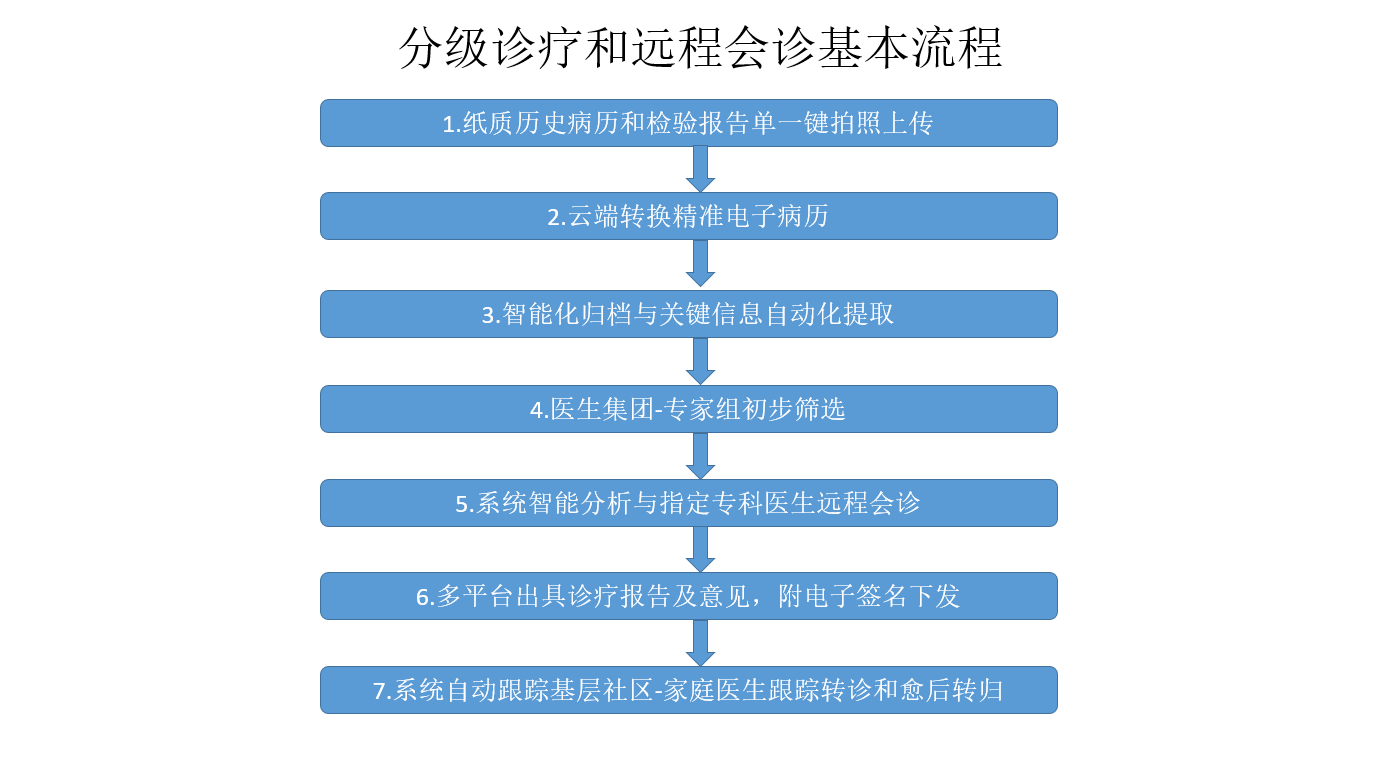 分级诊疗和远程会诊基本流程
1.纸质历史病历和检验报告单一键拍照上传
2.云端转换精准电子病历
3.智能化归档与关键信息自动化提取
4.医生集团-专家组初步筛选
5.系统智能分析与指定专科医生远程会诊
6.多平台出具诊疗报告及意见，附电子签名下发
7.系统自动跟踪基层社区-家庭医生跟踪转诊和愈后转归